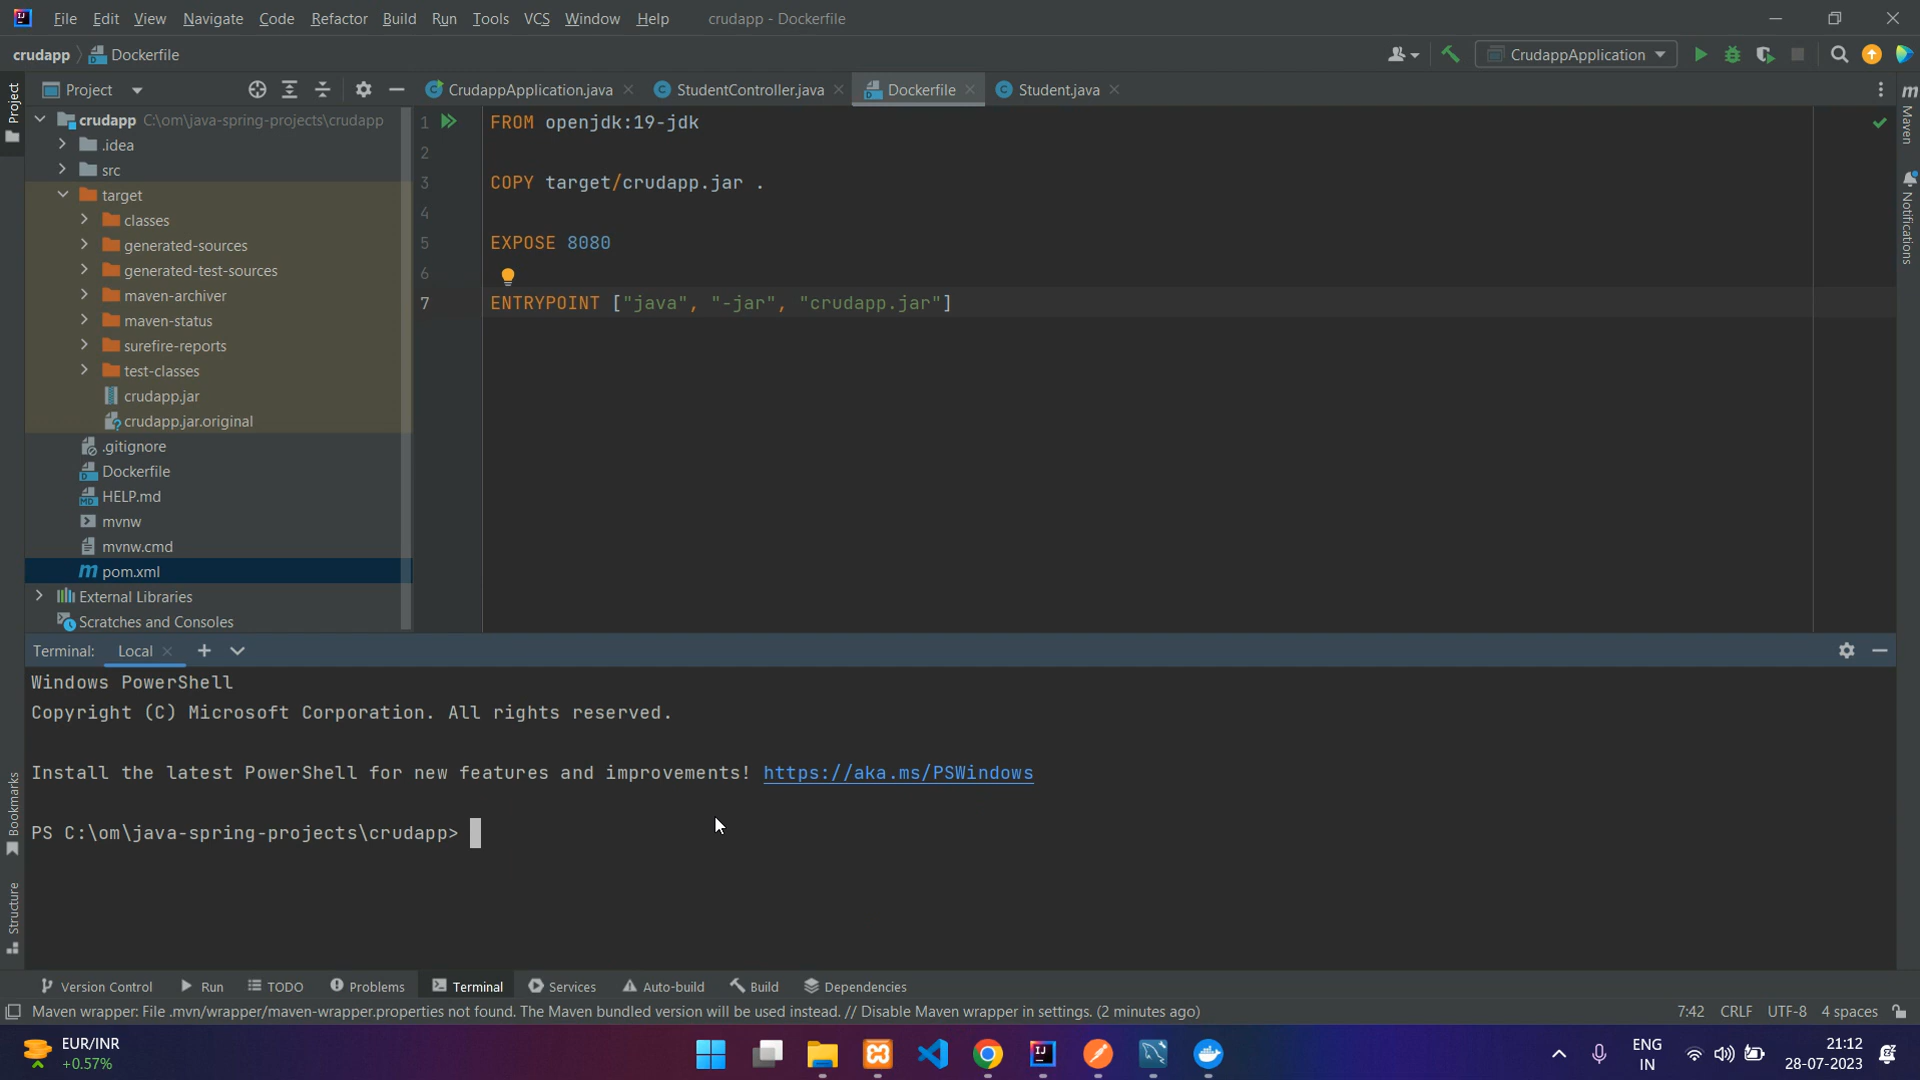 File Edit View Navigate Code Refactor Build Run Tools VCS Window Help crudapp - Dockerfile
crudapp Dockerfile CrudappApplication
Project CrudappApplication.java StudentController.java Dockerfile Student.java
Project
Maven
Notifications
crudapp C:\om\java-spring-projects\crudapp
.idea
src
target
classes
generated-sources
generated-test-sources
maven-archiver
maven-status
surefire-reports
test-classes
crudapp.jar
crudapp.jar.original
.gitignore
Dockerfile
HELP.md
mvnw
mvnw.cmd
pom.xml
External Libraries
Scratches and Consoles
1 FROM openjdk:19-jdk
2
3 COPY target/crudapp.jar .
4
5 EXPOSE 8080
6
7 ENTRYPOINT ["java", "-jar", "crudapp.jar"]
Terminal: Local
Windows PowerShell
Copyright (C) Microsoft Corporation. All rights reserved.
Install the latest PowerShell for new features and improvements! https://aka.ms/PSWindows
PS C:\om\java-spring-projects\crudapp>
Bookmarks
Structure
Version Control Run TODO Problems Terminal Services Auto-build Build Dependencies
Maven wrapper: File .mvn/wrapper/maven-wrapper.properties not found. The Maven bundled version will be used instead. // Disable Maven wrapper in settings. (2 minutes ago) 7:42 CRLF UTF-8 4 spaces
EUR/INR
+0.57%
ENG
IN
21:12
28-07-2023